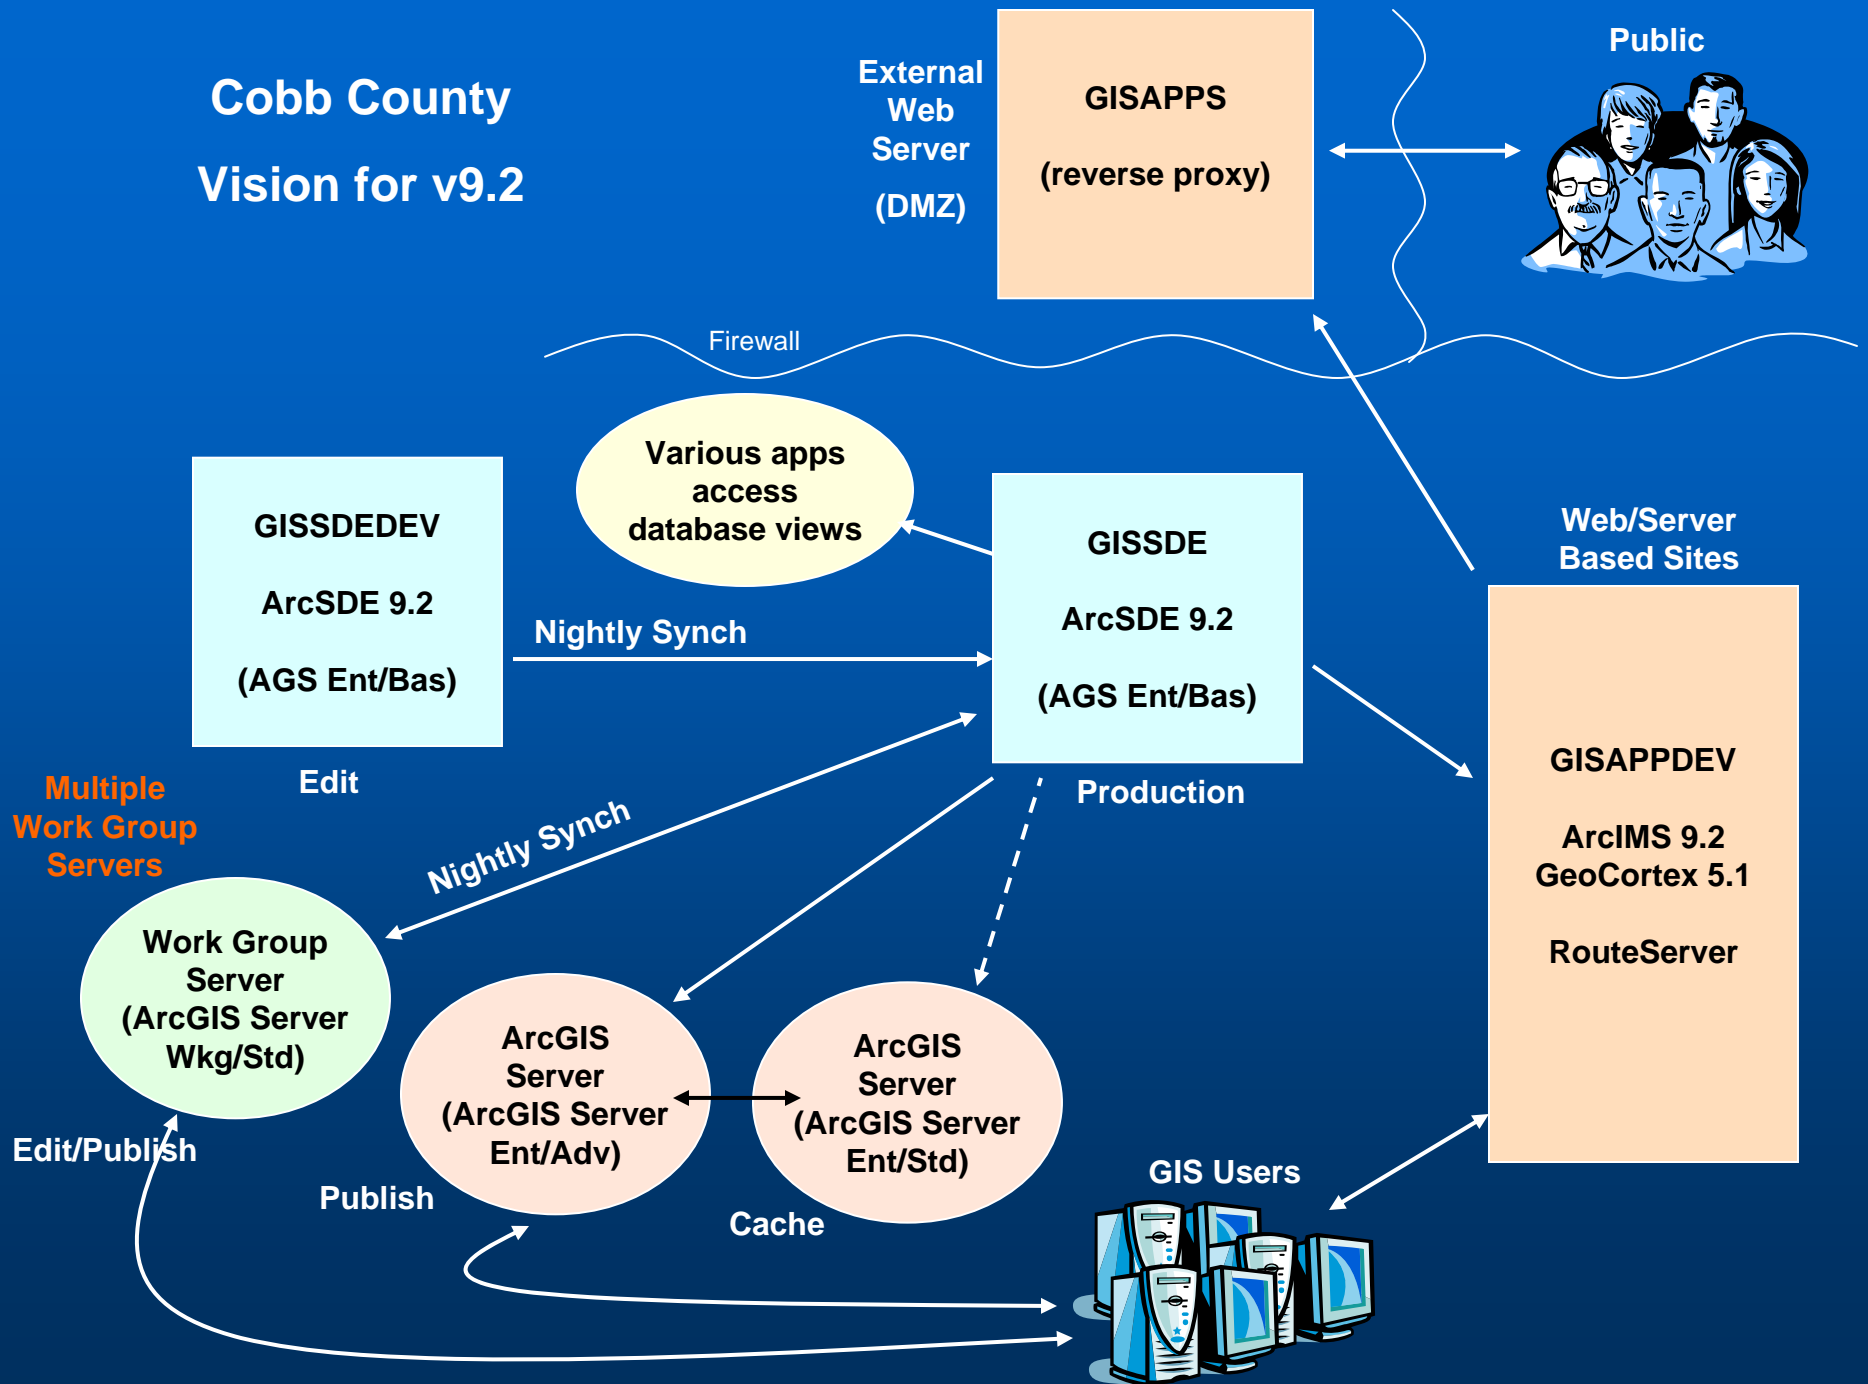 Cobb County
Vision for v9.2
External
Web
Server
(DMZ)
GISAPPS
(reverse proxy)
Public
Firewall
Various apps
access
database views
GISSDEDEV
ArcSDE 9.2
(AGS Ent/Bas)
Edit
Nightly Synch
GISSDE
ArcSDE 9.2
(AGS Ent/Bas)
Production
Web/Server
Based Sites
GISAPPDEV
ArcIMS 9.2
GeoCortex 5.1
RouteServer
Multiple
Work Group
Servers
Nightly Synch
Work Group
Server
(ArcGIS Server
Wkg/Std)
Edit/Publish
ArcGIS
Server
(ArcGIS Server
Ent/Adv)
Publish
ArcGIS
Server
(ArcGIS Server
Ent/Std)
Cache
GIS Users